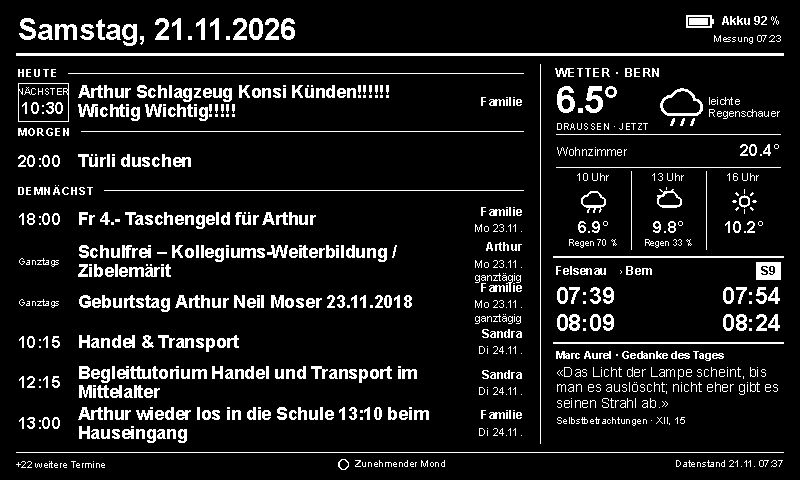 Samstag, 21.11.2026
Akku 92 %
Messung 07:23
HEUTE
NÄCHSTER
10:30
Arthur Schlagzeug Konsi Künden!!!!!!
Wichtig Wichtig!!!!!
Familie
MORGEN
20:00
Türli duschen
DEMNÄCHST
18:00
Fr 4.- Taschengeld für Arthur
Familie
Mo 23.11.
Ganztags
Schulfrei – Kollegiums-Weiterbildung /
Zibelemärit
Arthur
Mo 23.11.
ganztägig
Ganztags
Geburtstag Arthur Neil Moser 23.11.2018
Familie
Mo 23.11.
ganztägig
10:15
Handel & Transport
Sandra
Di 24.11.
12:15
Begleittutorium Handel und Transport im
Mittelalter
Sandra
Di 24.11.
13:00
Arthur wieder los in die Schule 13:10 beim
Hauseingang
Familie
Di 24.11.
WETTER · BERN
6.5°
leichte
Regenschauer
DRAUSSEN · JETZT
Wohnzimmer 20.4°
10 Uhr 13 Uhr 16 Uhr
6.9° 9.8° 10.2°
Regen 70 % Regen 33 %
Felsenau › Bern S9
07:39 07:54
08:09 08:24
Marc Aurel · Gedanke des Tages
«Das Licht der Lampe scheint, bis
man es auslöscht; nicht eher gibt es
seinen Strahl ab.»
Selbstbetrachtungen · XII, 15
+22 weitere Termine
Zunehmender Mond
Datenstand 21.11. 07:37